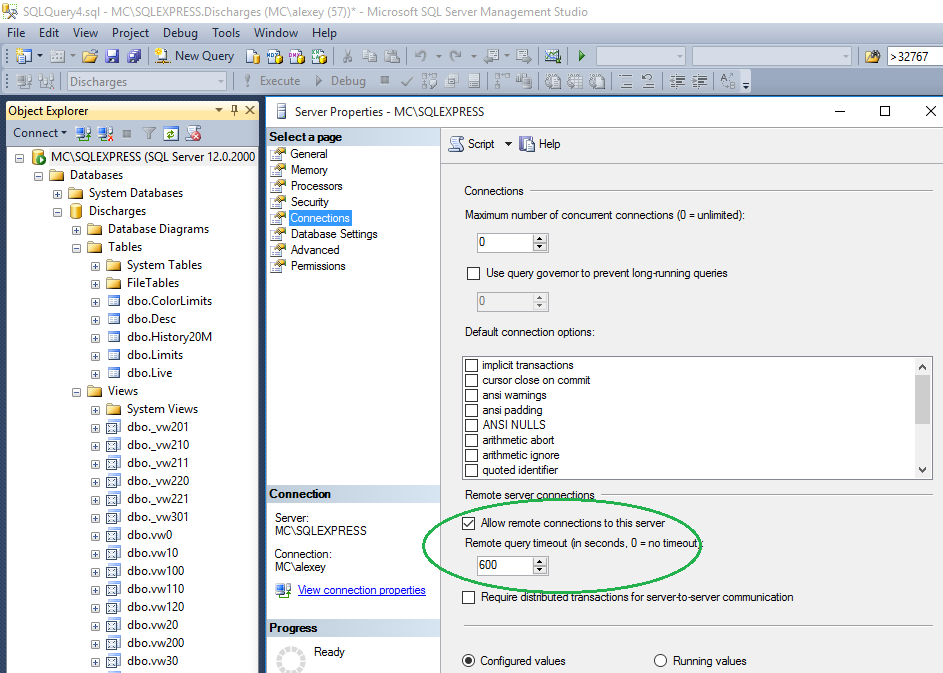 SQLQuery4.sql - MC\SQLEXPRESS.Discharges (MC\alexey (57))* - Microsoft SQL Server Management Studio
File Edit View Project Debug Tools Window Help
New Query >32767
Discharges Execute Debug
Object Explorer
Connect
MC\SQLEXPRESS (SQL Server 12.0.2000
Databases
System Databases
Discharges
Database Diagrams
Tables
System Tables
FileTables
dbo.ColorLimits
dbo.Desc
dbo.History20M
dbo.Limits
dbo.Live
Views
System Views
dbo._vw201
dbo._vw210
dbo._vw211
dbo._vw220
dbo._vw221
dbo._vw301
dbo.vw0
dbo.vw10
dbo.vw100
dbo.vw110
dbo.vw120
dbo.vw20
dbo.vw200
dbo.vw30
Server Properties - MC\SQLEXPRESS
Select a page
General
Memory
Processors
Security
Connections
Database Settings
Advanced
Permissions
Connection
Server:
MC\SQLEXPRESS
Connection:
MC\alexey
View connection properties
Progress
Ready
Script Help
Connections
Maximum number of concurrent connections (0 = unlimited):
0
Use query governor to prevent long-running queries
0
Default connection options:
implicit transactions
cursor close on commit
ansi warnings
ansi padding
ANSI NULLS
arithmetic abort
arithmetic ignore
quoted identifier
Remote server connections
Allow remote connections to this server
Remote query timeout (in seconds, 0 = no timeout):
600
Require distributed transactions for server-to-server communication
Configured values Running values